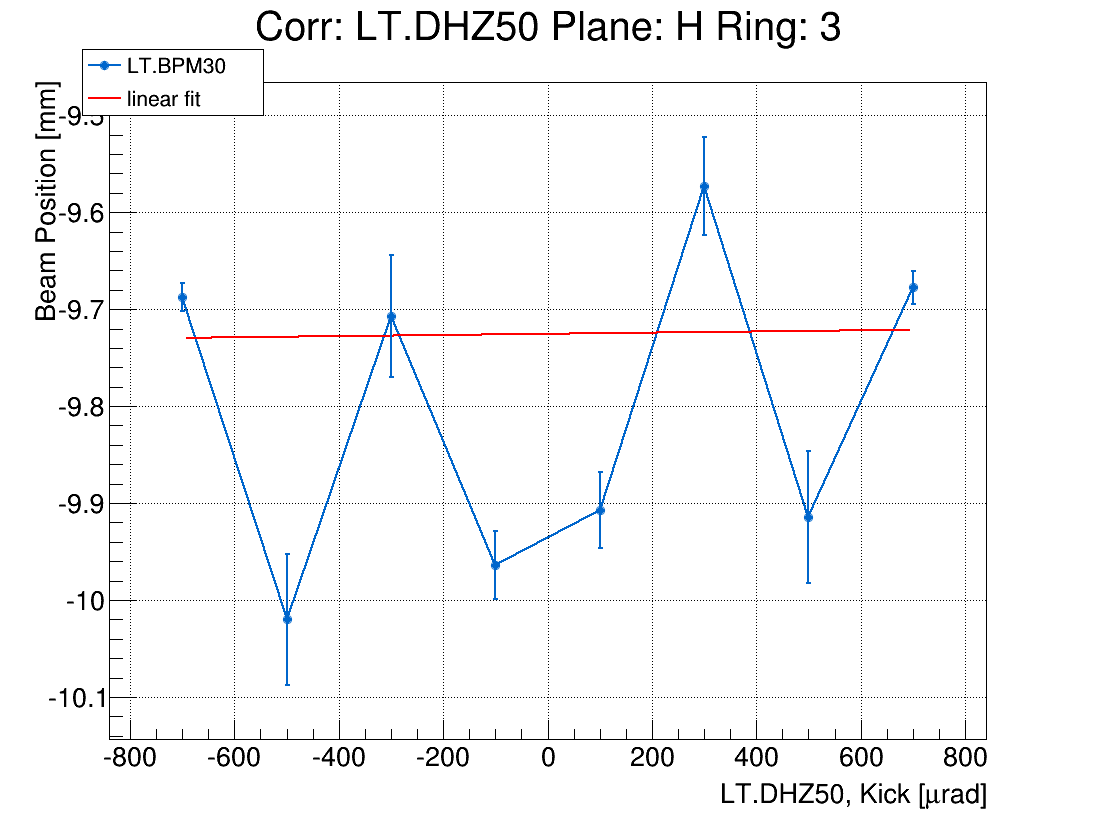 Corr: LT.DHZ50 Plane: H Ring: 3
LT.BPM30
linear fit
Beam Position [mm]
-9.5
-9.6
-9.7
-9.8
-9.9
-10
-10.1
-800 -600 -400 -200 0 200 400 600 800
LT.DHZ50, Kick [μrad]